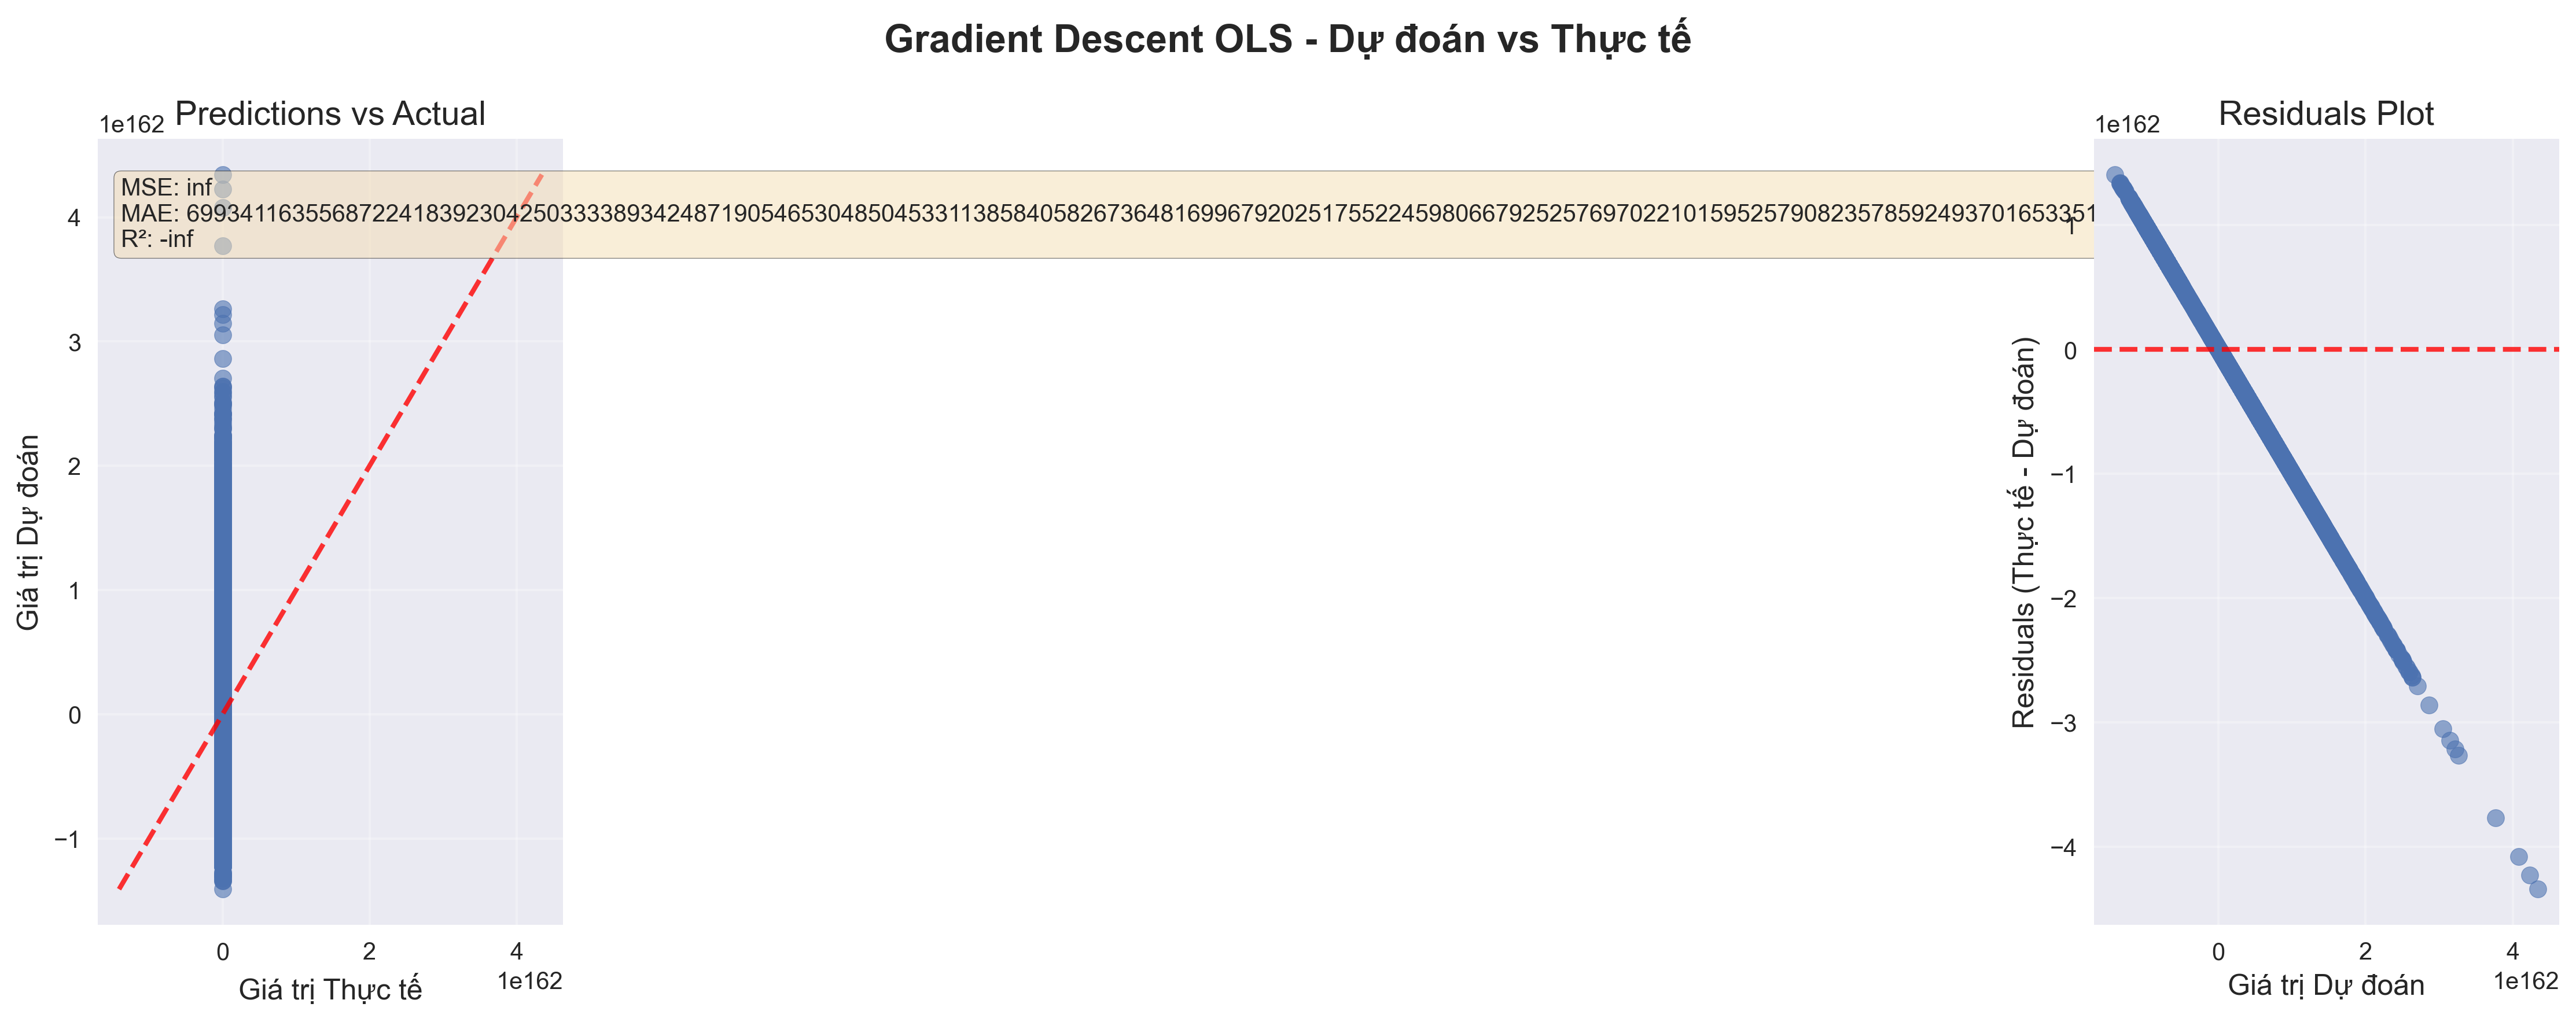 Gradient Descent OLS - Dự đoán vs Thực tế
Predictions vs Actual
1e162
MSE: inf
MAE: 69934116355687224183923042503333893424871905465304850453311385840582673648169967920251755224598066792525769702210159525790823578592493701653351
R²: -inf
4
3
2
1
0
−1
Giá trị Dự đoán
0
2
4
1e162
Giá trị Thực tế
Residuals Plot
1e162
1
0
−1
−2
−3
−4
Residuals (Thực tế - Dự đoán)
0
2
4
1e162
Giá trị Dự đoán